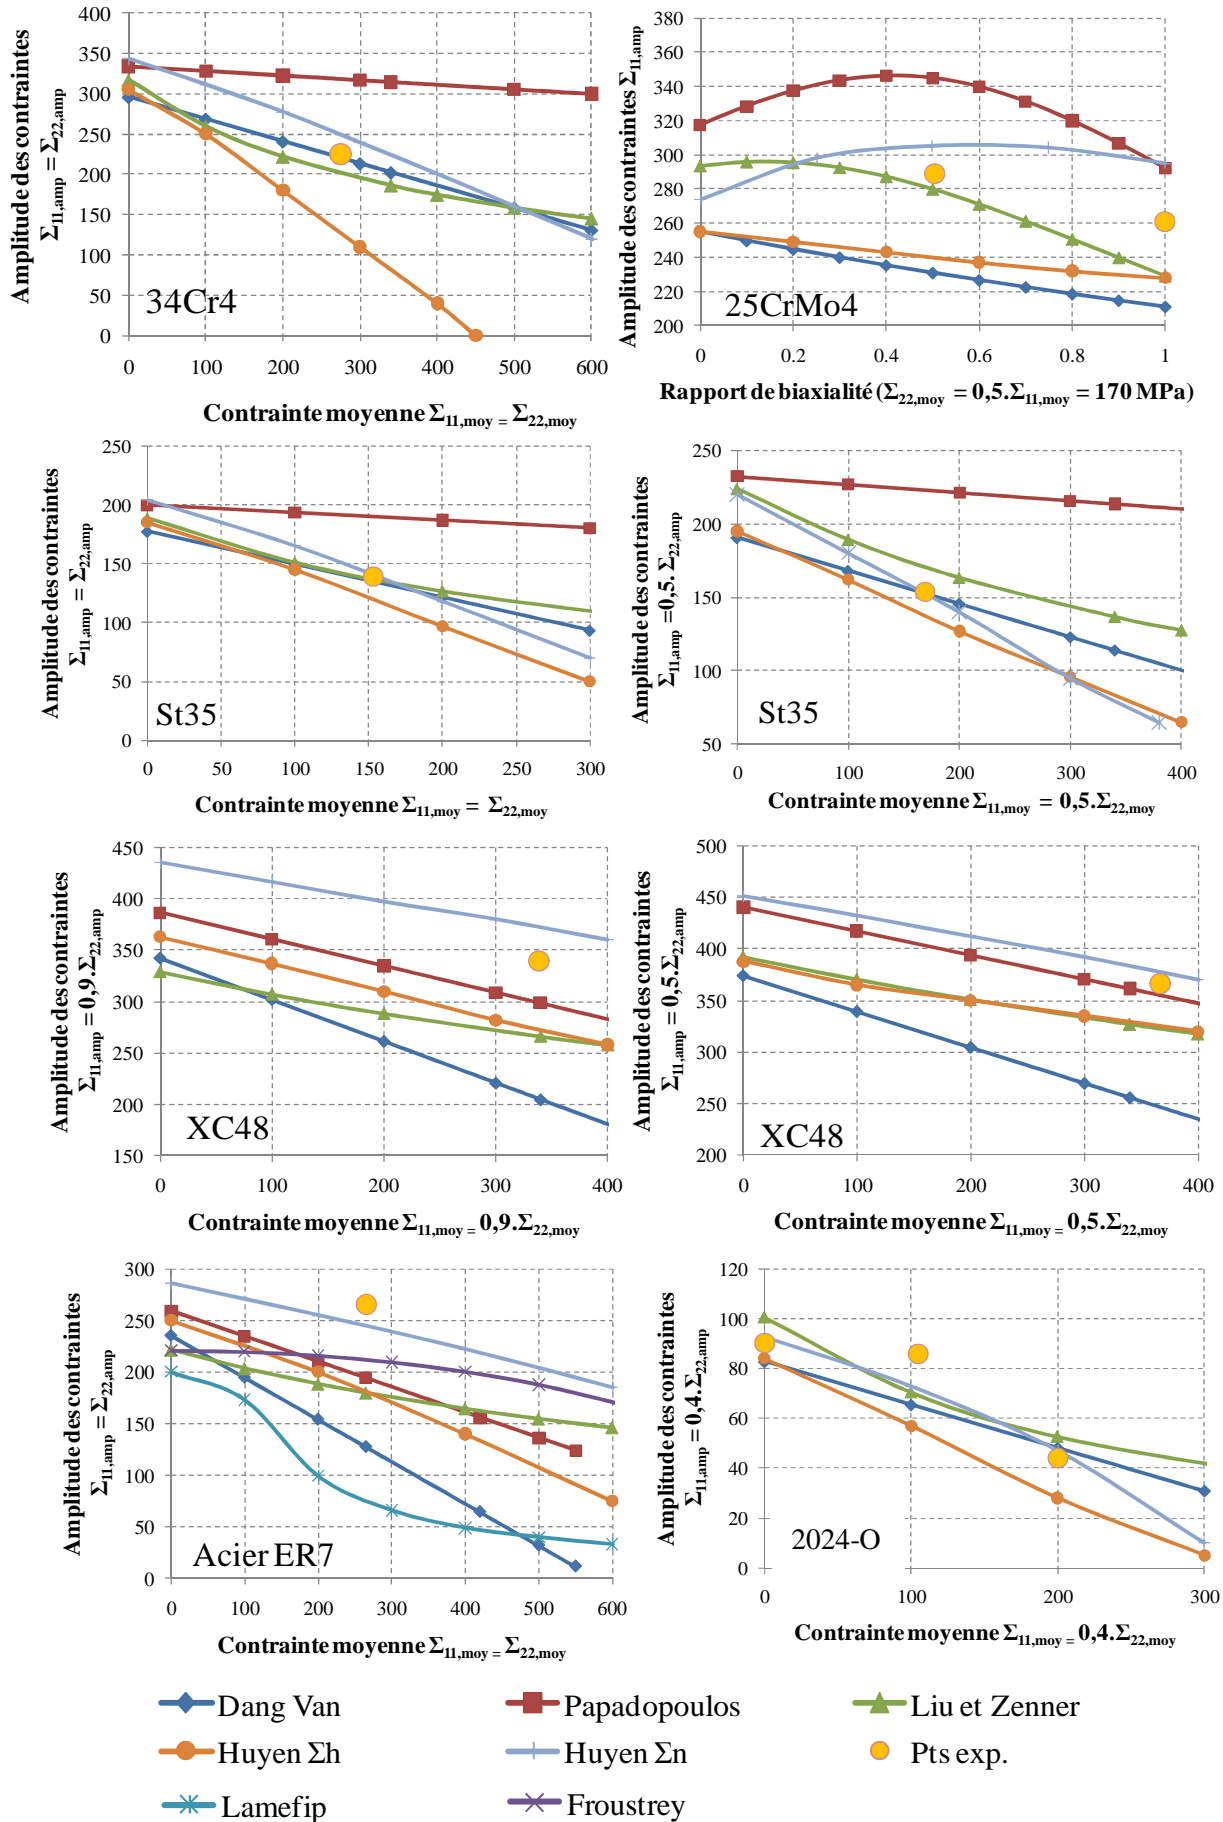 Amplitude des contraintes
Σ11,amp = Σ22,amp
400
350
300
250
200
150
100
50
0
34Cr4
0 100 200 300 400 500 600
Contrainte moyenne Σ11,moy = Σ22,moy
Amplitude des contraintes Σ11,amp
380
360
340
320
300
280
260
240
220
200
25CrMo4
0 0.2 0.4 0.6 0.8 1
Rapport de biaxialité (Σ22,moy = 0,5.Σ11,moy = 170 MPa)
Amplitude des contraintes
Σ11,amp = Σ22,amp
250
200
150
100
50
0
St35
0 50 100 150 200 250 300
Contrainte moyenne Σ11,moy = Σ22,moy
Amplitude des contraintes
Σ11,amp =0,5. Σ22,amp
250
200
150
100
50
St35
0 100 200 300 400
Contrainte moyenne Σ11,moy = 0,5.Σ22,moy
Amplitude des contraintes
Σ11,amp = 0,9.Σ22,amp
450
400
350
300
250
200
150
XC48
0 100 200 300 400
Contrainte moyenne Σ11,moy = 0,9.Σ22,moy
Amplitude des contraintes
Σ11,amp = 0,5.Σ22,amp
500
450
400
350
300
250
200
XC48
0 100 200 300 400
Contrainte moyenne Σ11,moy = 0,5.Σ22,moy
Amplitude des contraintes
Σ11,amp = Σ22,amp
300
250
200
150
100
50
0
Acier ER7
0 100 200 300 400 500 600
Contrainte moyenne Σ11,moy = Σ22,moy
Amplitude des contraintes
Σ11,amp = 0,4.Σ22,amp
120
100
80
60
40
20
0
2024-O
0 100 200 300
Contrainte moyenne Σ11,moy = 0,4.Σ22,moy
Dang Van Papadopoulos Liu et Zenner
Huyen Σh Huyen Σn Pts exp.
Lamefip Froustrey